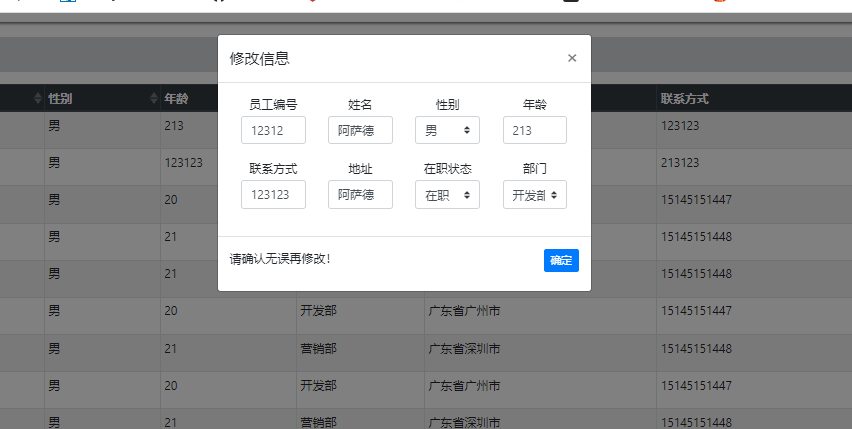 修改信息 ×
性别 年龄 联系方式
员工编号 姓名 性别 年龄
12312 阿萨德 男 213
联系方式 地址 在职状态 部门
123123 阿萨德 在职 开发部
请确认无误再修改! 确定
男 213 123123
男 123123 213123
男 20 15145151447
男 21 15145151448
男 21 15145151448
男 20 开发部 广东省广州市 15145151447
男 21 营销部 广东省深圳市 15145151448
男 20 开发部 广东省广州市 15145151447
男 21 营销部 广东省深圳市 15145151448